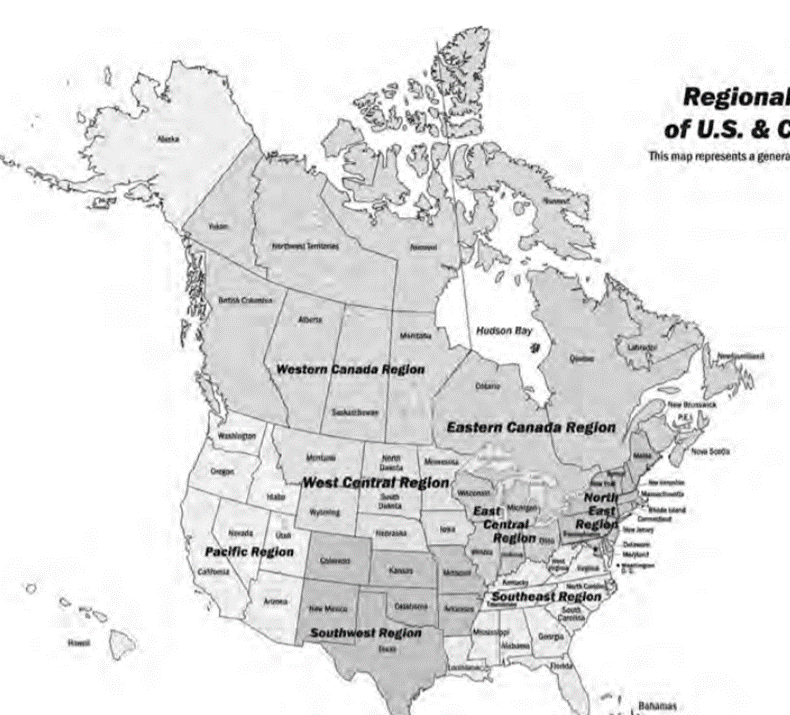 Regional
of U.S. & C
This map represents a genera
Alaska
Yukon
Northwest Territories
Nunavut
Nunavut
British Columbia
Alberta
Manitoba
Hudson Bay
Quebec
Labrador
Newfoundland
Western Canada Region
Ontario
Saskatchewan
Eastern Canada Region
New Brunswick
P.E.I.
Nova Scotia
Washington
Montana
North
Dakota
Minnesota
Maine
Oregon
Idaho
West Central Region
New York
New Hampshire
Massachusetts
Rhode Island
Connecticut
Wyoming
South
Dakota
Wisconsin
Michigan
North
East
Region
East
Central
Region
Nevada
Utah
Nebraska
Iowa
Ohio
Pennsylvania
New Jersey
Delaware
Maryland
Washington
D.C.
Pacific Region
California
Colorado
Kansas
Missouri
Illinois
Indiana
West
Virginia
Virginia
Kentucky
Arizona
New Mexico
Oklahoma
Arkansas
Tennessee
North Carolina
Southeast Region
South
Carolina
Southwest Region
Texas
Mississippi
Alabama
Georgia
Louisiana
Florida
Hawaii
Bahamas